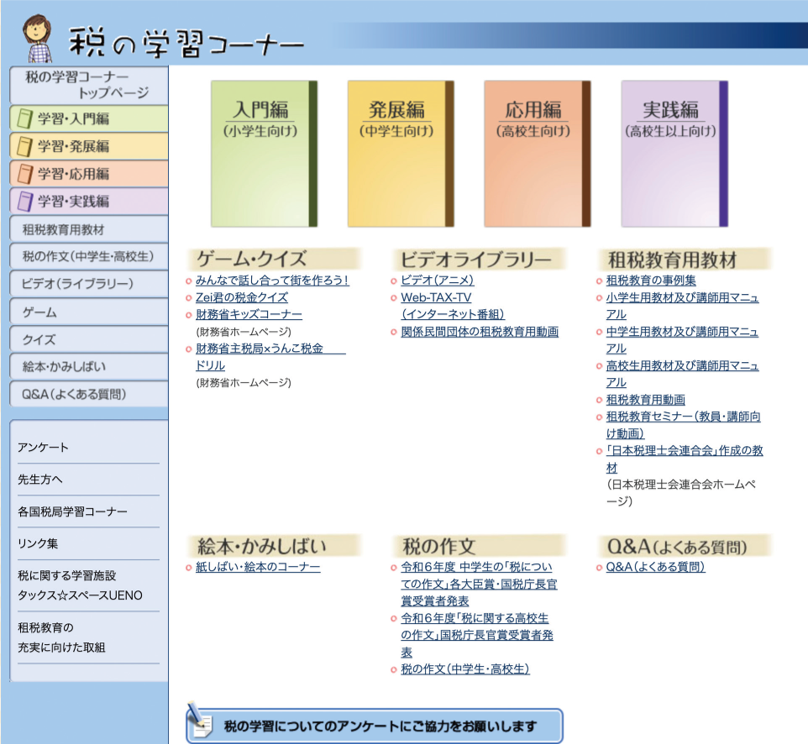 税の学習コーナー
税の学習コーナー
トップページ
学習・入門編
学習・発展編
学習・応用編
学習・実践編
租税教育用教材
税の作文(中学生・高校生)
ビデオ(ライブラリー)
ゲーム
クイズ
絵本・かみしばい
Q&A(よくある質問)
アンケート
先生方へ
各国税局学習コーナー
リンク集
税に関する学習施設
タックス☆スペースUENO
租税教育の
充実に向けた取組
入門編
(小学生向け)
発展編
(中学生向け)
応用編
(高校生向け)
実践編
(高校生以上向け)
ゲーム・クイズ
みんなで話し合って街を作ろう!
Zei君の税金クイズ
財務省キッズコーナー
(財務省ホームページ)
財務省主税局×うんこ税金
ドリル
(財務省ホームページ)
ビデオライブラリー
ビデオ(アニメ)
Web-TAX-TV
(インターネット番組)
関係民間団体の租税教育用動画
租税教育用教材
租税教育の事例集
小学生用教材及び講師用マニュ
アル
中学生用教材及び講師用マニュ
アル
高校生用教材及び講師用マニュ
アル
租税教育用動画
租税教育セミナー(教員・講師向
け動画)
「日本税理士会連合会」作成の教
材
(日本税理士会連合会ホームペ
ージ)
絵本・かみしばい
紙しばい・絵本のコーナー
税の作文
令和6年度 中学生の「税につい
ての作文」各大臣賞・国税庁長官
賞受賞者発表
令和6年度「税に関する高校生
の作文」国税庁長官賞受賞者発
表
税の作文(中学生・高校生)
Q&A(よくある質問)
Q&A(よくある質問)
税の学習についてのアンケートにご協力をお願いします